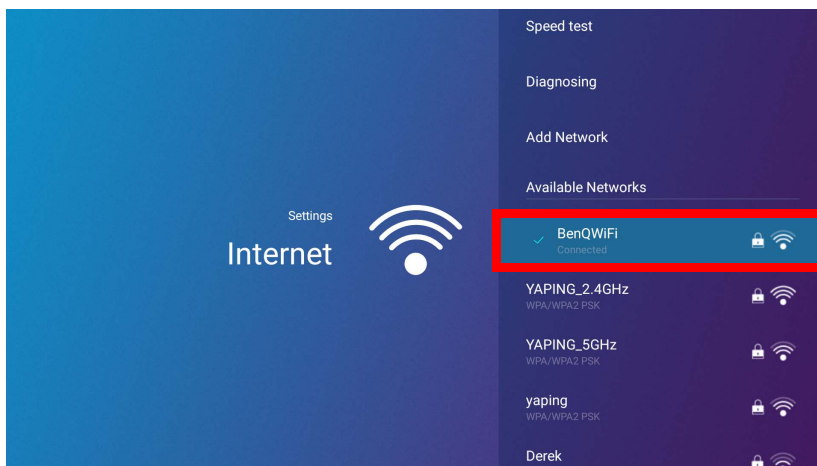 Speed test
Diagnosing
Add Network
Available Networks
Settings
Internet
BenQWiFi
Connected
YAPING_2.4GHz
WPA/WPA2 PSK
YAPING_5GHz
WPA/WPA2 PSK
yaping
WPA/WPA2 PSK
Derek